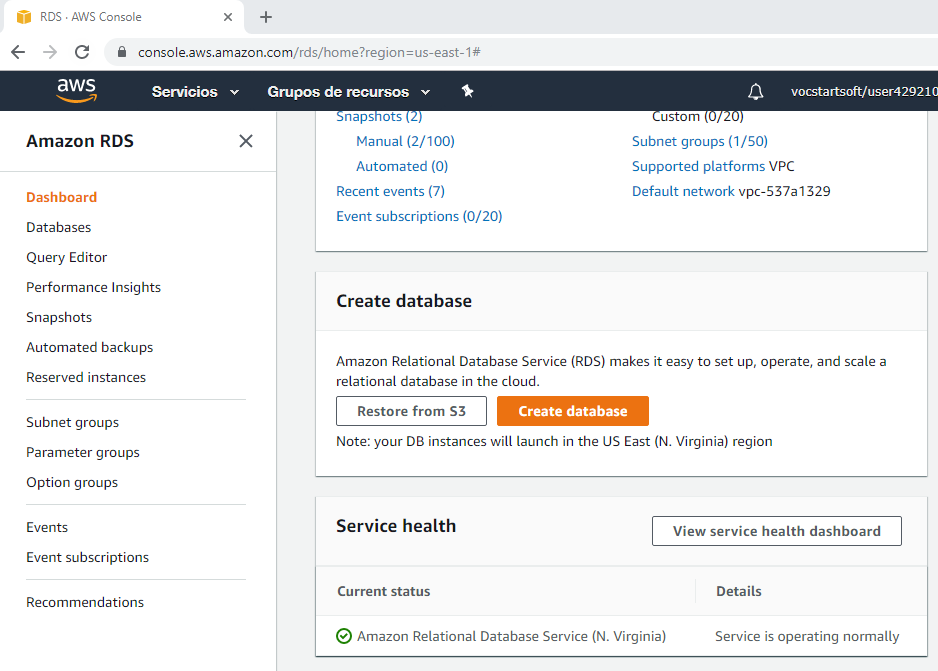 RDS · AWS Console
console.aws.amazon.com/rds/home?region=us-east-1#
aws
Servicios
Grupos de recursos
vocstartsoft/user429210
Amazon RDS
Dashboard
Databases
Query Editor
Performance Insights
Snapshots
Automated backups
Reserved instances
Subnet groups
Parameter groups
Option groups
Events
Event subscriptions
Recommendations
Snapshots (2)
Manual (2/100)
Automated (0)
Recent events (7)
Event subscriptions (0/20)
Custom (0/20)
Subnet groups (1/50)
Supported platforms VPC
Default network vpc-537a1329
Create database
Amazon Relational Database Service (RDS) makes it easy to set up, operate, and scale a
relational database in the cloud.
Restore from S3
Create database
Note: your DB instances will launch in the US East (N. Virginia) region
Service health
View service health dashboard
Current status
Details
Amazon Relational Database Service (N. Virginia)
Service is operating normally